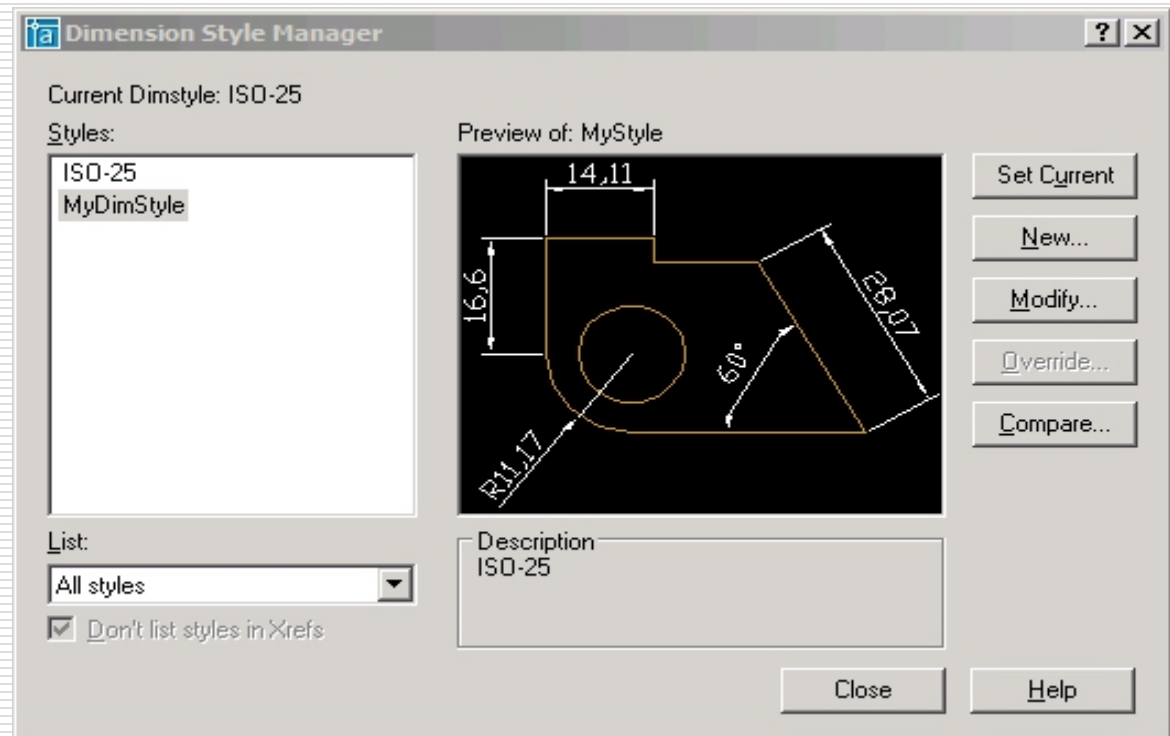 Dimension Style Manager
Current Dimstyle: ISO-25
Styles:
ISO-25
MyDimStyle
Preview of: MyStyle
14,11
16,6
28,07
60°
R11,17
Set Current
New...
Modify...
Override...
Compare...
List:
All styles
Don't list styles in Xrefs
Description
ISO-25
Close
Help